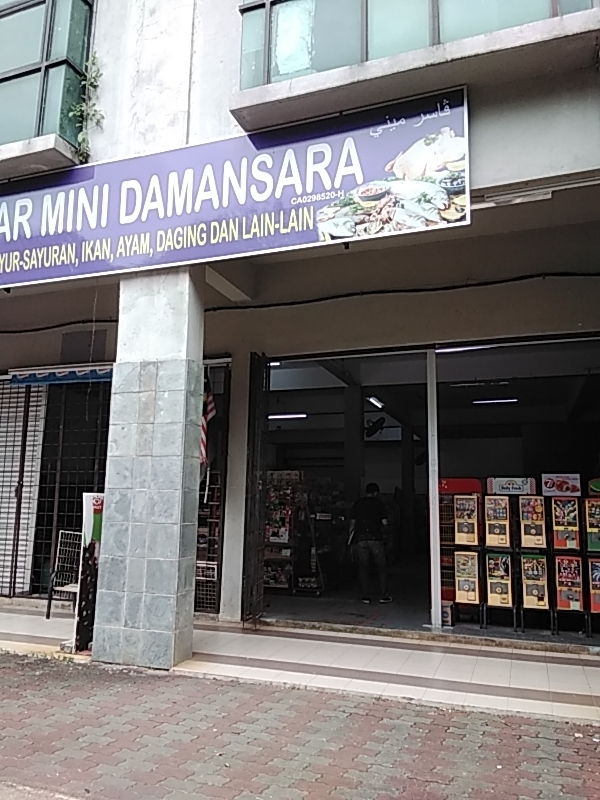 ڤاسر ميني
AR MINI DAMANSARA
CA0298520-H
YUR-SAYURAN, IKAN, AYAM, DAGING DAN LAIN-LAIN